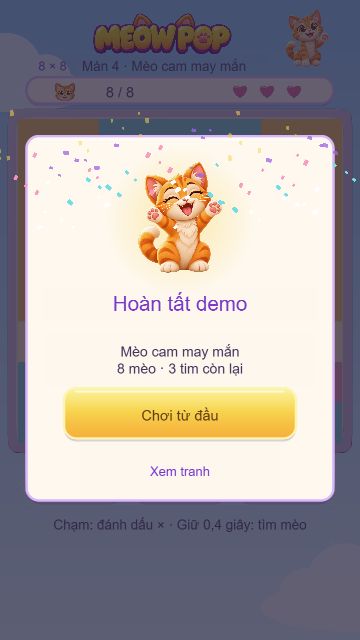 MEOW POP
8 × 8 Màn 4 · Mèo cam may mắn
8 / 8
Hoàn tất demo
Mèo cam may mắn
8 mèo · 3 tim còn lại
Chơi từ đầu
Xem tranh
Chạm: đánh dấu × · Giữ 0,4 giây: tìm mèo